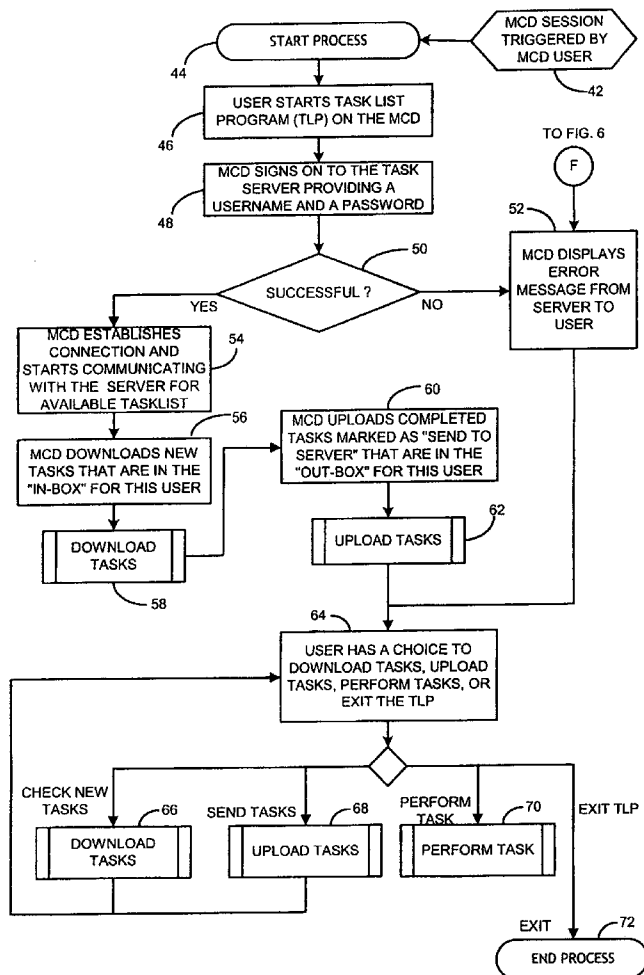 START PROCESS
44
MCD SESSION
TRIGGERED BY
MCD USER
42
USER STARTS TASK LIST
PROGRAM (TLP) ON THE MCD
46
MCD SIGNS ON TO THE TASK
SERVER PROVIDING A
USERNAME AND A PASSWORD
48
TO FIG. 6
F
52
MCD DISPLAYS
ERROR
MESSAGE FROM
SERVER TO
USER
50
SUCCESSFUL ?
YES
NO
MCD ESTABLISHES
CONNECTION AND
STARTS COMMUNICATING
WITH THE SERVER FOR
AVAILABLE TASKLIST
54
56
MCD DOWNLOADS NEW
TASKS THAT ARE IN THE
"IN-BOX" FOR THIS USER
DOWNLOAD
TASKS
58
60
MCD UPLOADS COMPLETED
TASKS MARKED AS "SEND TO
SERVER" THAT ARE IN THE
"OUT-BOX" FOR THIS USER
62
UPLOAD TASKS
64
USER HAS A CHOICE TO
DOWNLOAD TASKS, UPLOAD
TASKS, PERFORM TASKS, OR
EXIT THE TLP
CHECK NEW
TASKS
66
DOWNLOAD
TASKS
SEND TASKS
68
UPLOAD TASKS
PERFORM
TASK
70
PERFORM TASK
EXIT TLP
EXIT
72
END PROCESS